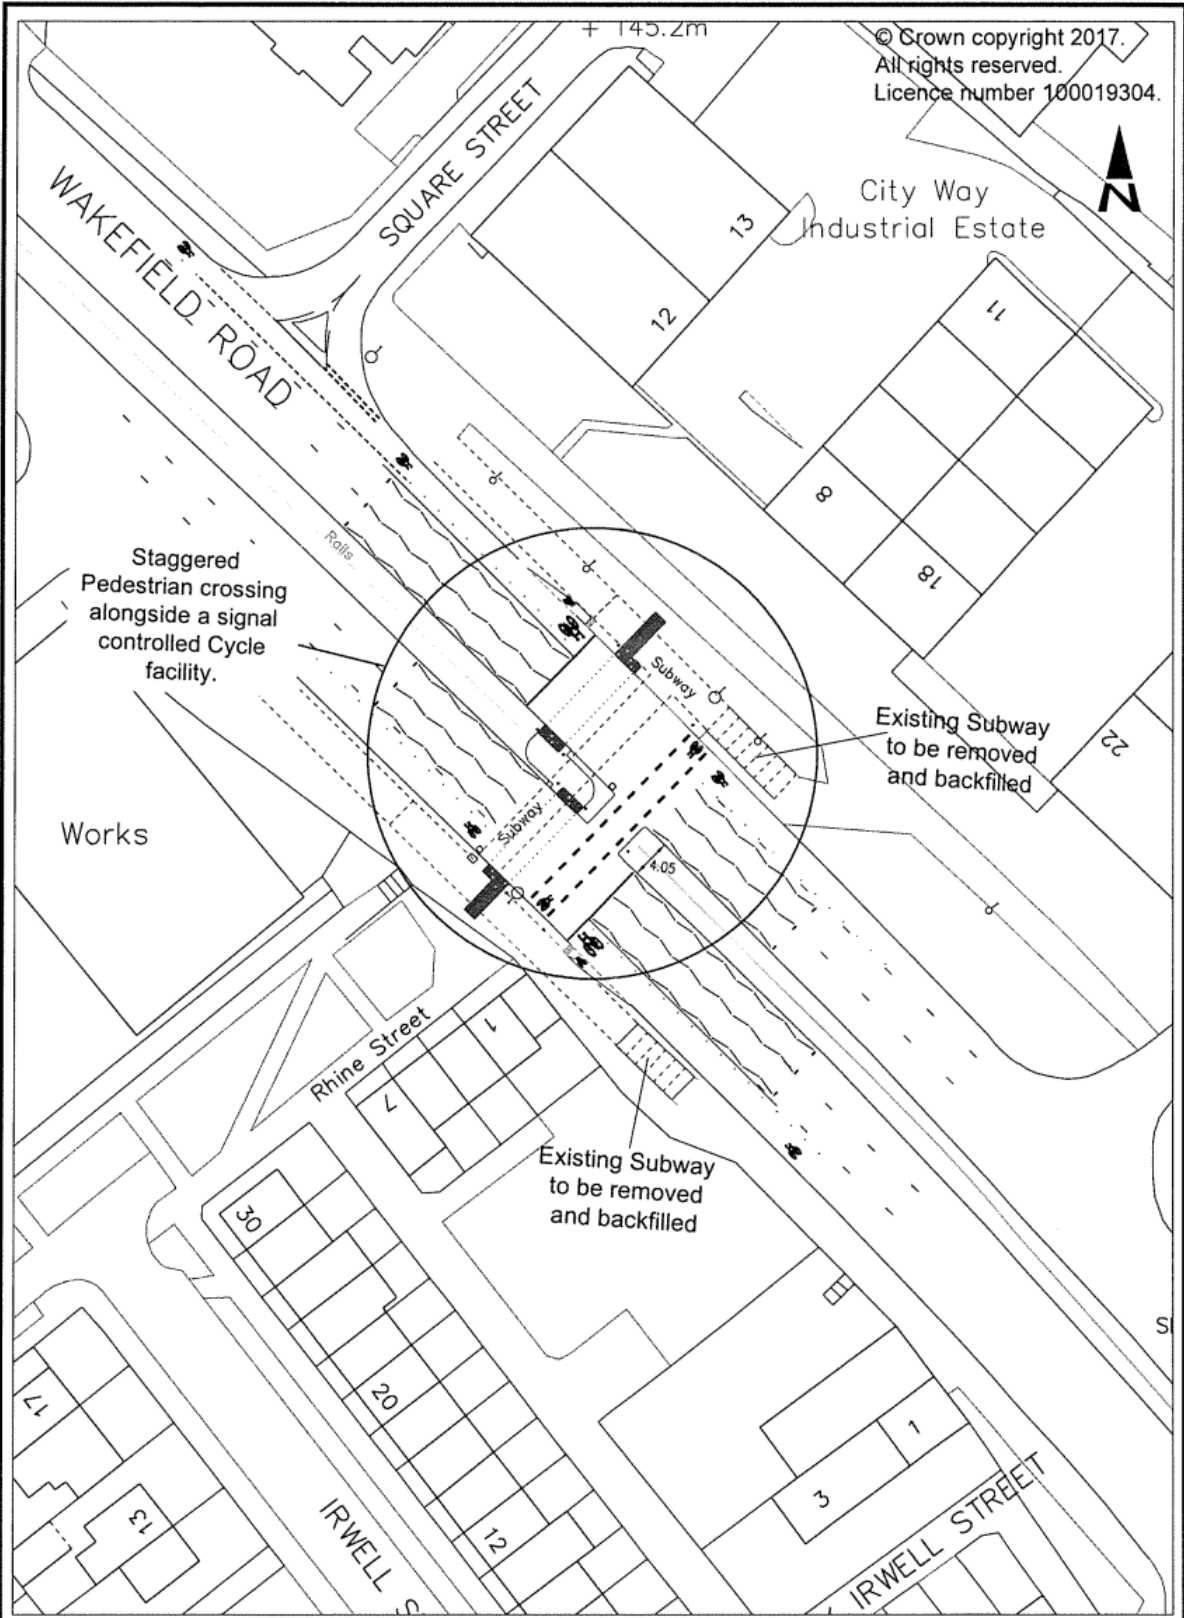 + 145.2m
© Crown copyright 2017.
All rights reserved.
Licence number 100019304.
N
SQUARE STREET
WAKEFIELD ROAD
City Way
Industrial Estate
13
12
11
8
18
22
Rails
Staggered
Pedestrian crossing
alongside a signal
controlled Cycle
facility.
Subway
Existing Subway
to be removed
and backfilled
Works
Subway
4.05
Rhine Street
1
7
Existing Subway
to be removed
and backfilled
30
20
17
13
12
1
3
IRWELL S
IRWELL STREET